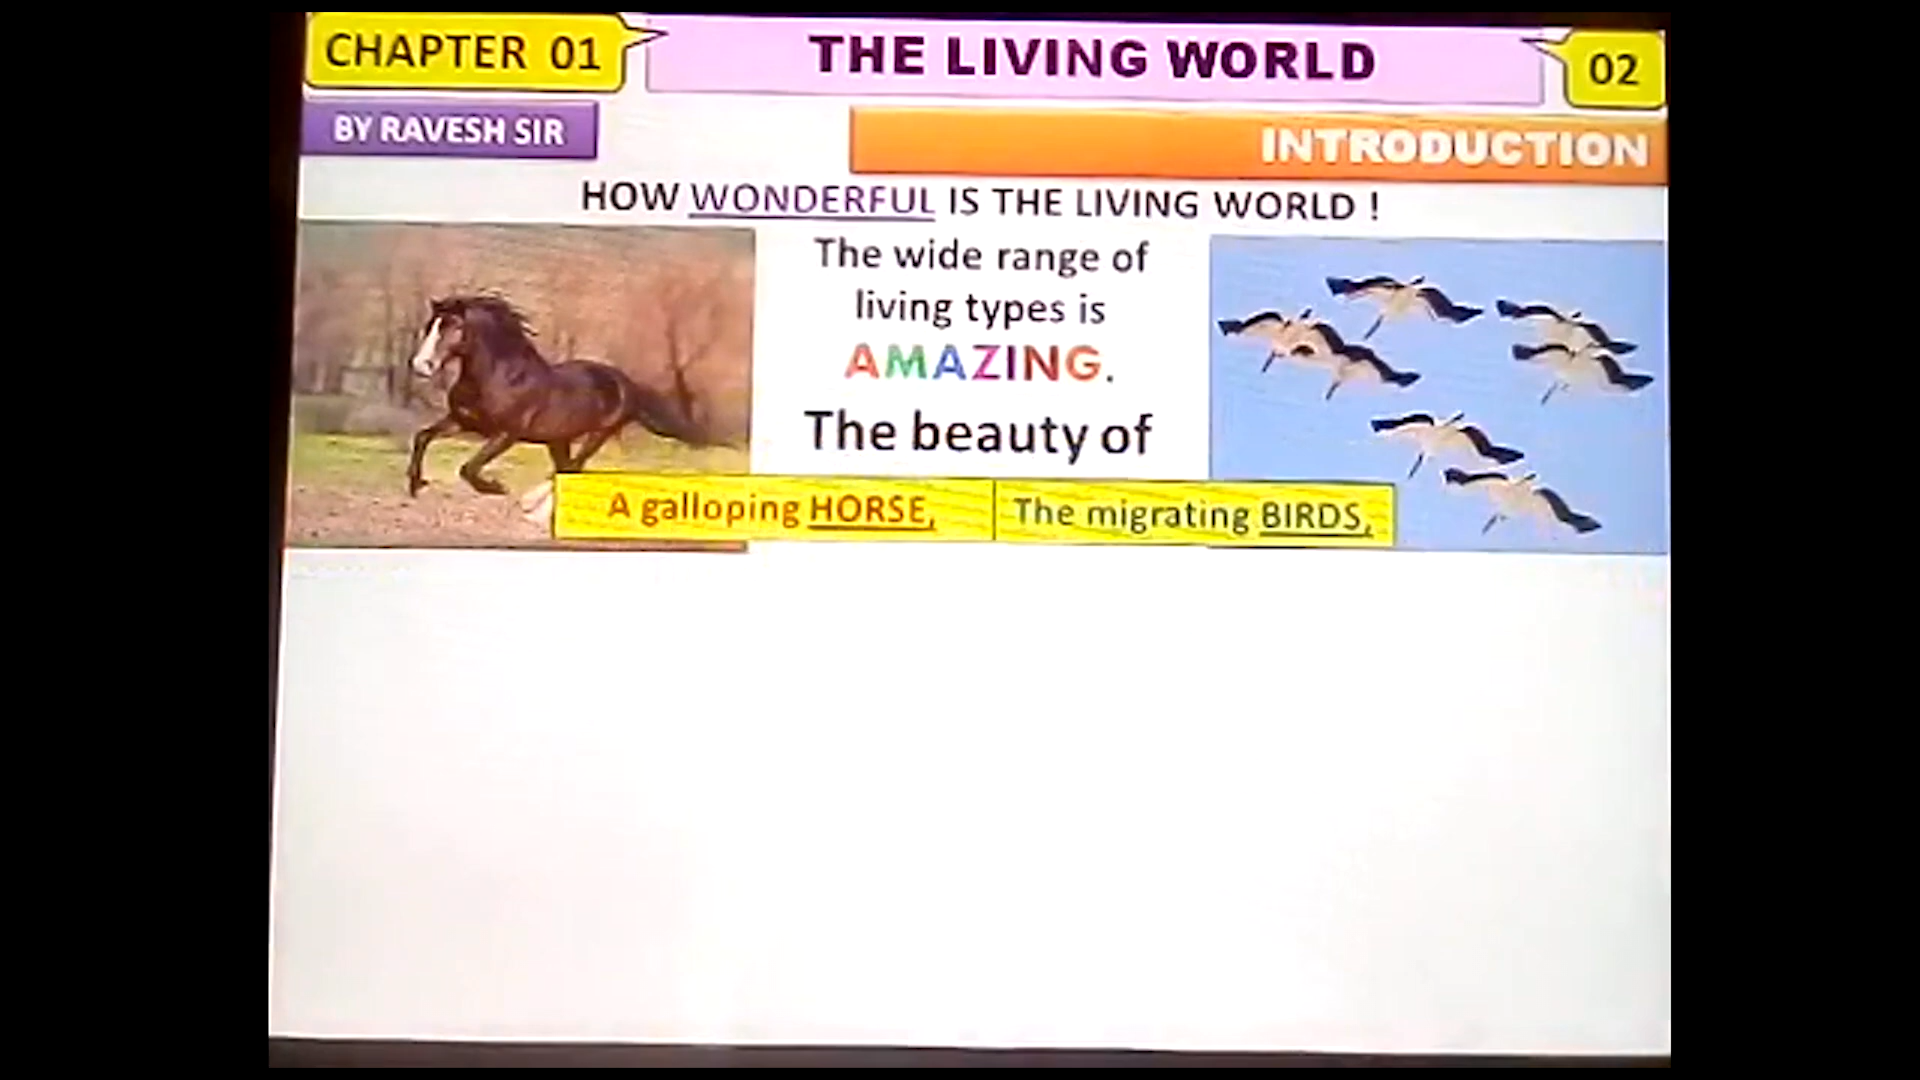 CHAPTER 01
THE LIVING WORLD
02
BY RAVESH SIR
INTRODUCTION
HOW WONDERFUL IS THE LIVING WORLD !
The wide range of
living types is
AMAZING.
The beauty of
A galloping HORSE,
The migrating BIRDS,